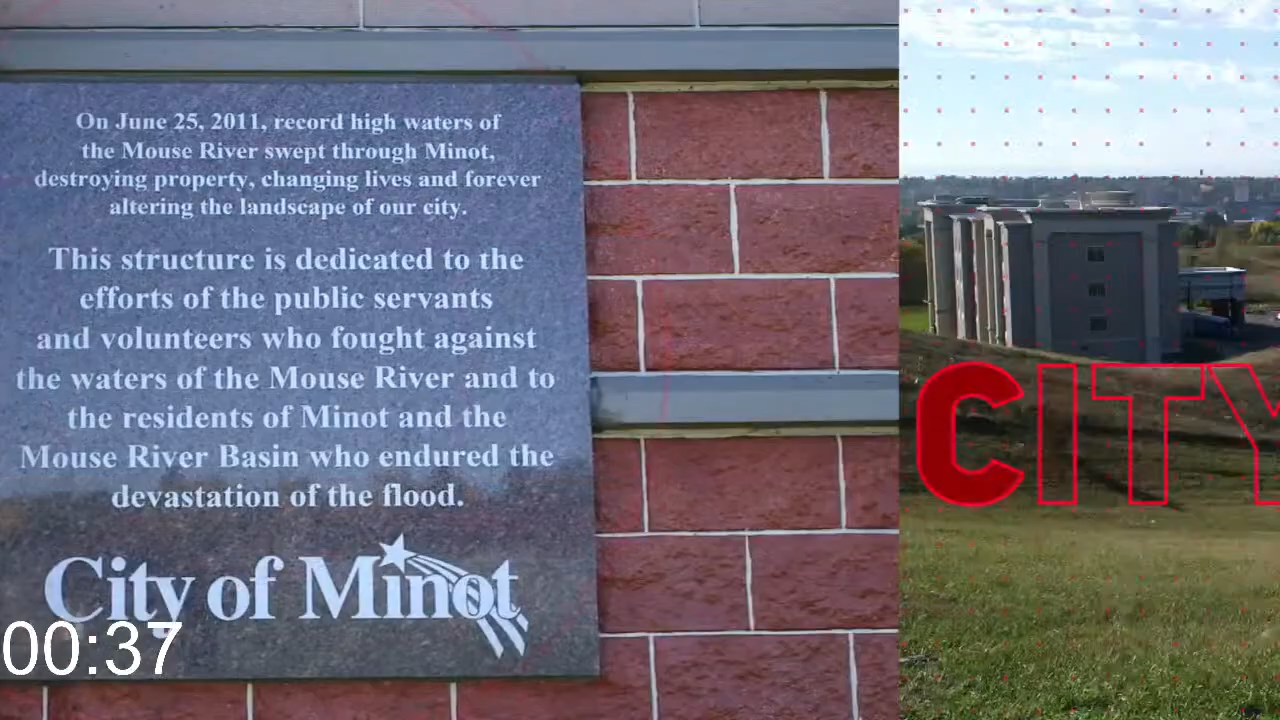 On June 25, 2011, record high waters of
the Mouse River swept through Minot,
destroying property, changing lives and forever
altering the landscape of our city.
This structure is dedicated to the
efforts of the public servants
and volunteers who fought against
the waters of the Mouse River and to
the residents of Minot and the
Mouse River Basin who endured the
devastation of the flood.
City of Minot
00:37
CITY